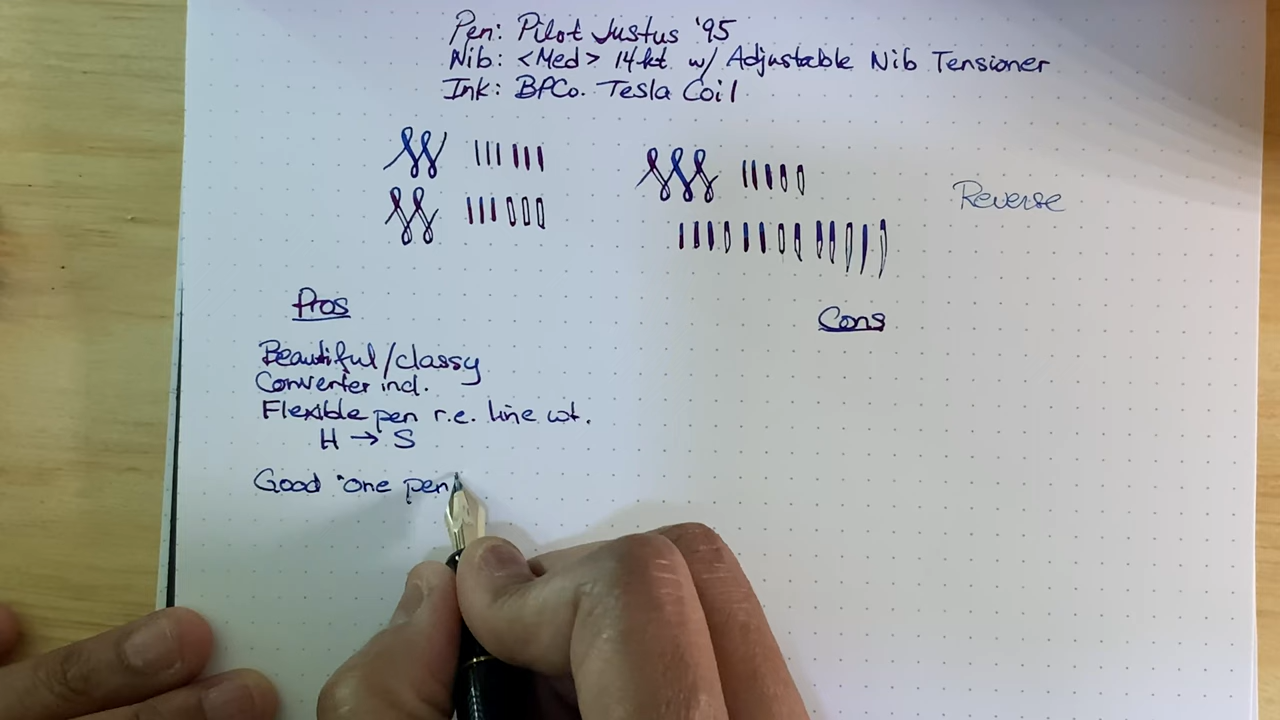 Pen: Pilot Justus '95
Nib: <Med> 14kt w/ Adjustable Nib Tensioner
Ink: BPCo. Tesla Coil
Reverse
Pros
Cons
Beautiful/classy
Converter incl.
Flexible pen r.e. line wt.
H → S
Good "one pen